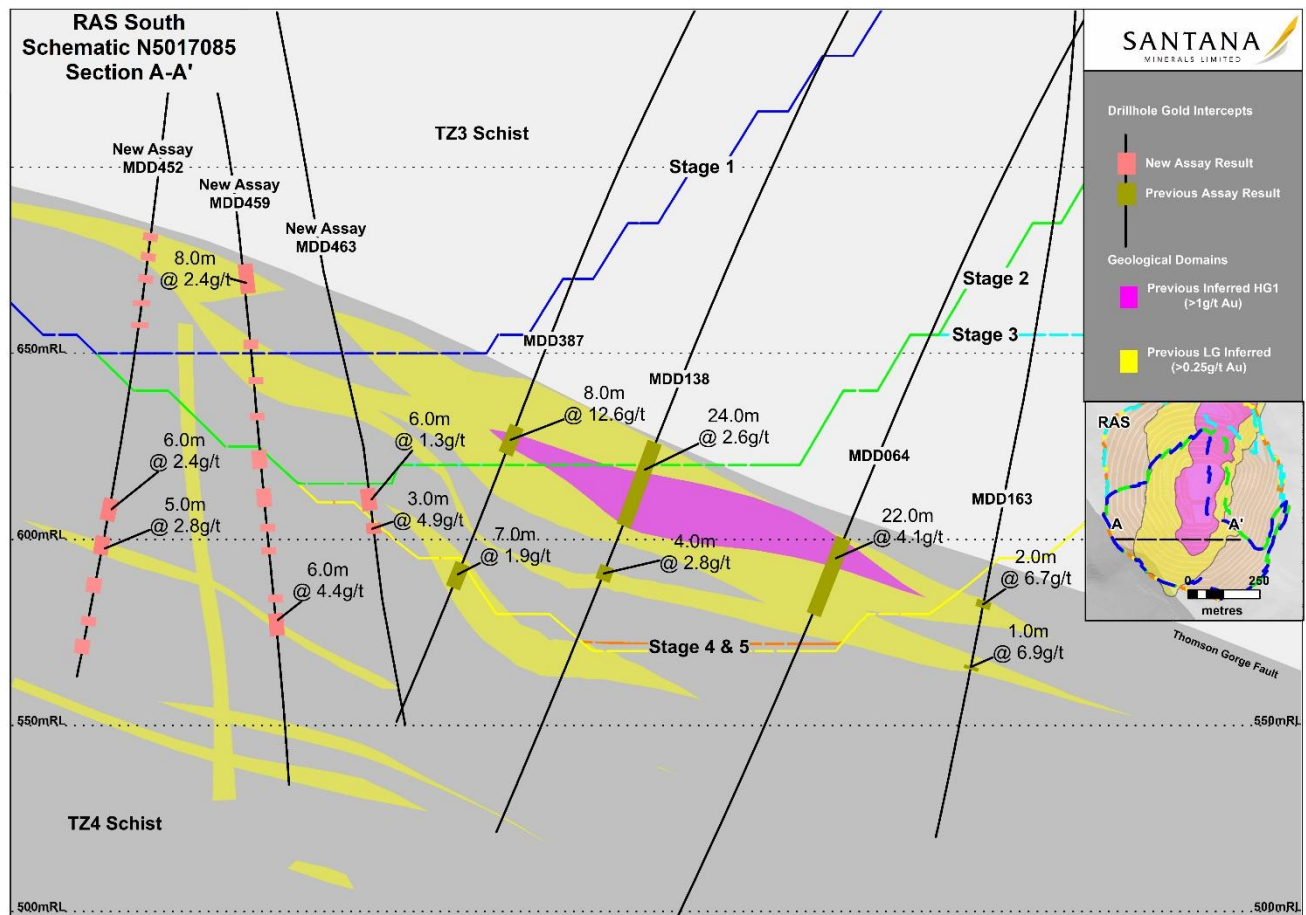 RAS South
Schematic N5017085
Section A-A'
TZ3 Schist
New Assay
MDD452
New Assay
MDD459
New Assay
MDD463
Stage 1
Stage 2
Stage 3
8.0m
@ 2.4g/t
650mRL
MDD387
MDD138
MDD064
MDD163
8.0m
@ 12.6g/t
24.0m
@ 2.6g/t
6.0m
@ 1.3g/t
6.0m
@ 2.4g/t
5.0m
@ 2.8g/t
3.0m
@ 4.9g/t
600mRL
7.0m
@ 1.9g/t
4.0m
@ 2.8g/t
22.0m
@ 4.1g/t
2.0m
@ 6.7g/t
6.0m
@ 4.4g/t
1.0m
@ 6.9g/t
Stage 4 & 5
Thomson Gorge Fault
550mRL
550mRL
TZ4 Schist
500mRL
500mRL
SANTANA
MINERALS LIMITED
Drillhole Gold Intercepts
New Assay Result
Previous Assay Result
Geological Domains
Previous Inferred HG1
(>1g/t Au)
Previous LG Inferred
(>0.25g/t Au)
RAS
A
A'
0
250
metres